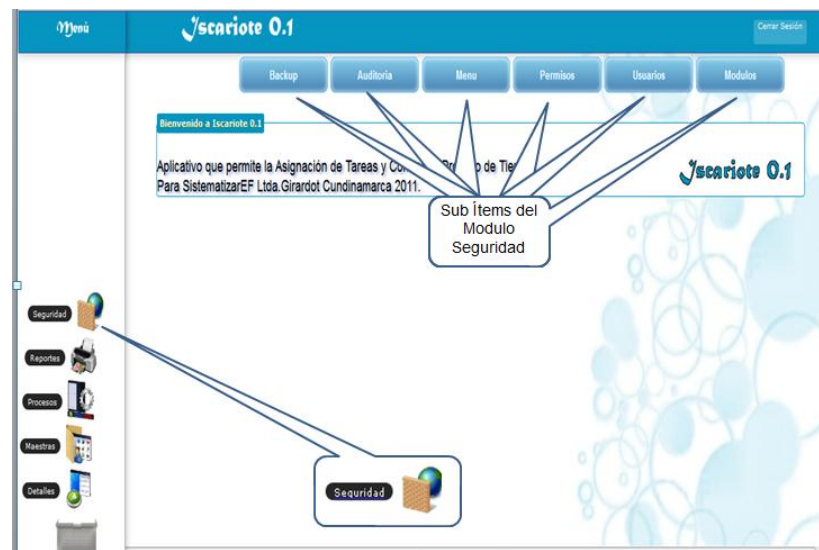 Menú
Iscariote 0.1
Cerrar Sesión
Backup
Auditoria
Menu
Permisos
Usuarios
Modulos
Bienvenido a Iscariote 0.1
Aplicativo que permite la Asignación de Tareas y Co de Tie
Para SistematizarEF Ltda.Girardot Cundinamarca 2011.
Iscariote 0.1
Sub Ítems del
Modulo
Seguridad
Seguridad
Reportes
Procesos
Maestras
Detalles
Seguridad